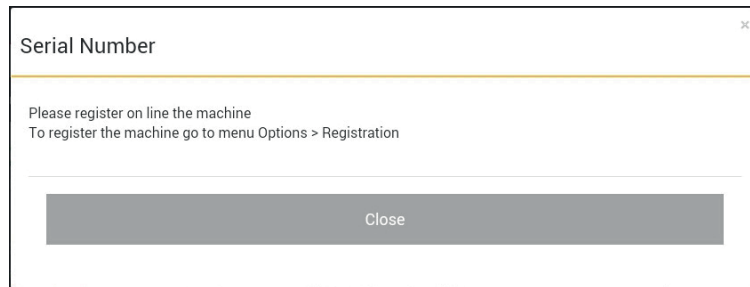 Serial Number
Please register on line the machine
To register the machine go to menu Options > Registration
Close